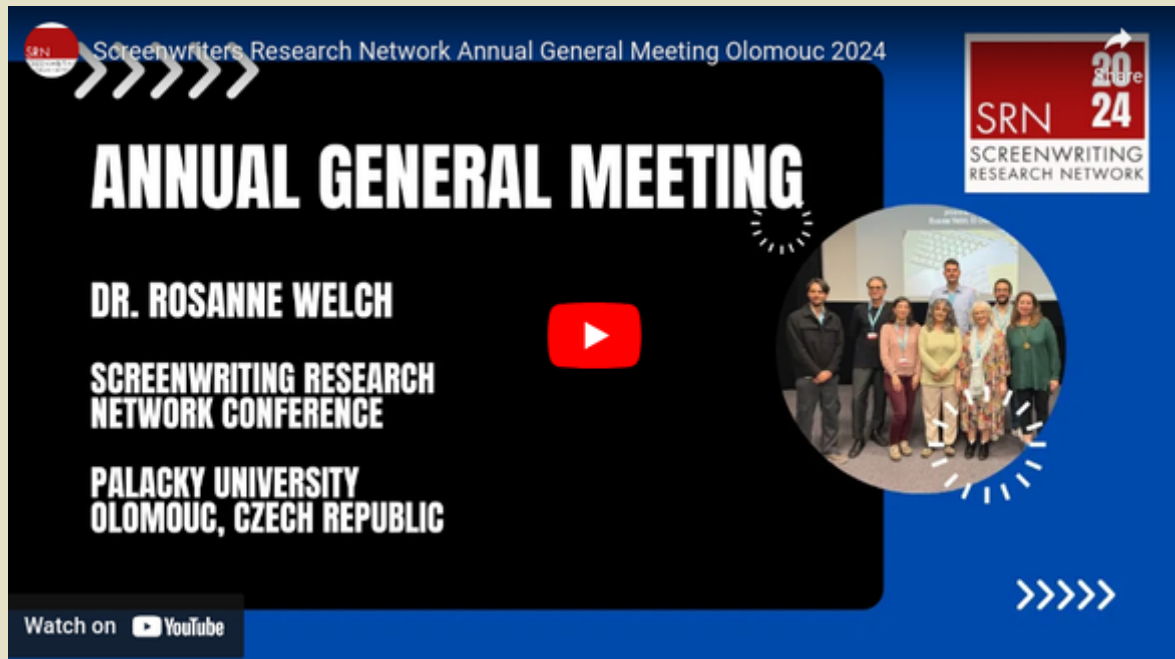 Screenwriters Research Network Annual General Meeting Olomouc 2024
Share
SRN
20
24
SCREENWRITING
RESEARCH NETWORK
SRN
ANNUAL GENERAL MEETING
DR. ROSANNE WELCH
SCREENWRITING RESEARCH
NETWORK CONFERENCE
PALACKY UNIVERSITY
OLOMOUC, CZECH REPUBLIC
Watch on YouTube